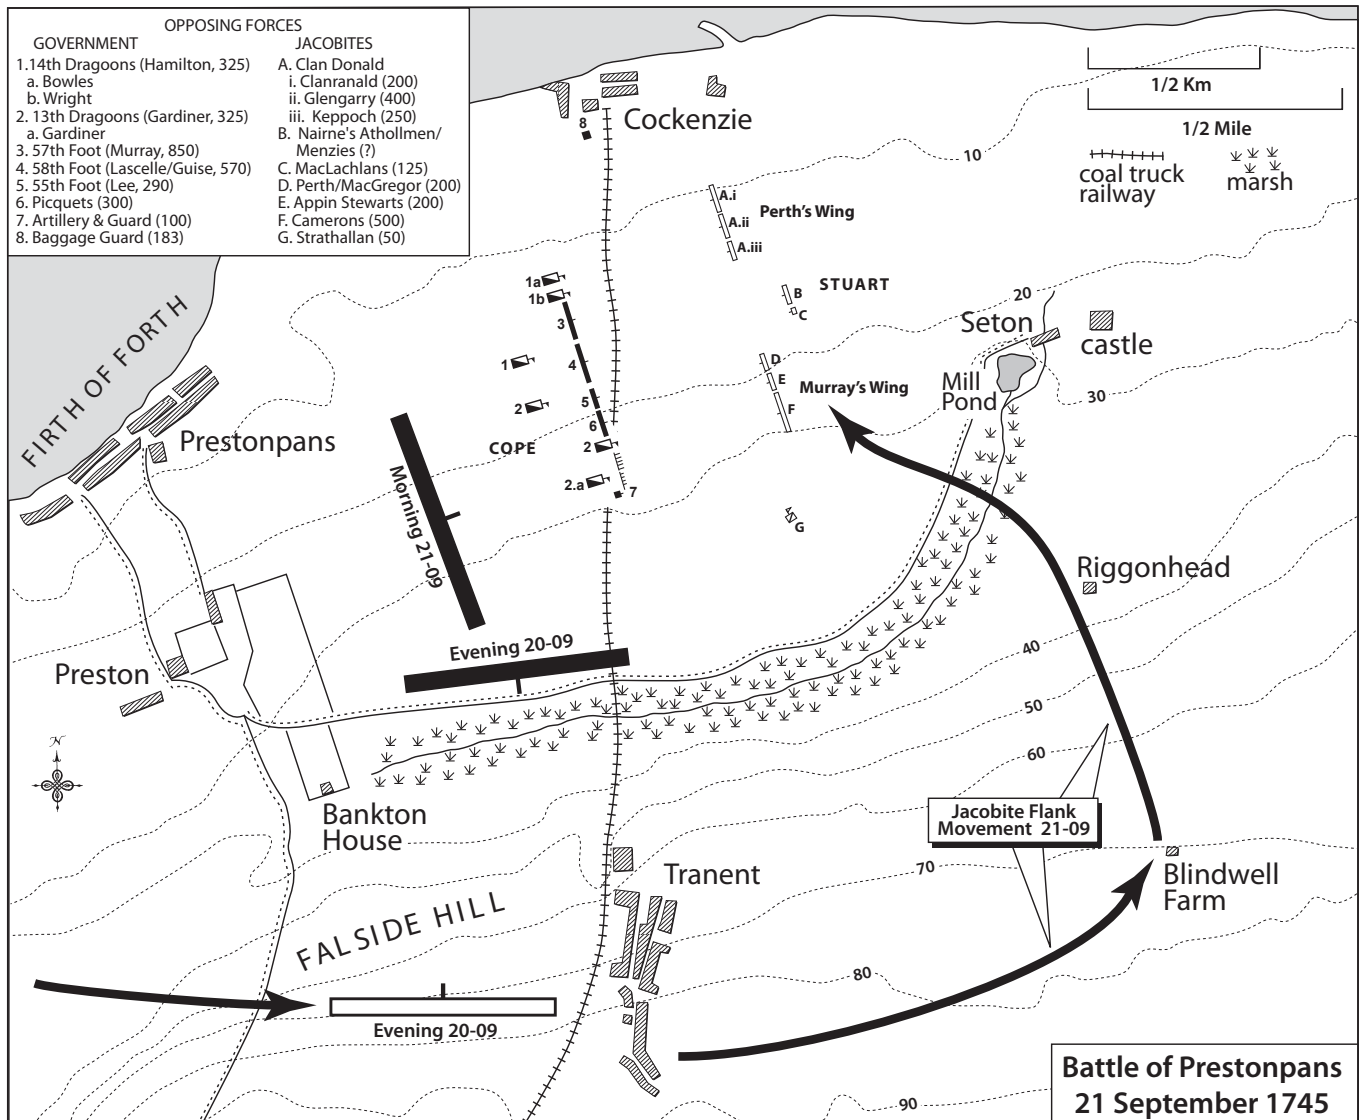 OPPOSING FORCES
GOVERNMENT
1.14th Dragoons (Hamilton, 325)
a. Bowles
b. Wright
2. 13th Dragoons (Gardiner, 325)
a. Gardiner
3. 57th Foot (Murray, 850)
4. 58th Foot (Lascelle/Guise, 570)
5. 55th Foot (Lee, 290)
6. Picquets (300)
7. Artillery & Guard (100)
8. Baggage Guard (183)
JACOBITES
A. Clan Donald
i. Clanranald (200)
ii. Glengarry (400)
iii. Keppoch (250)
B. Nairne's Athollmen/
Menzies (?)
C. MacLachlans (125)
D. Perth/MacGregor (200)
E. Appin Stewarts (200)
F. Camerons (500)
G. Strathallan (50)
1/2 Km
1/2 Mile
coal truck
railway
marsh
8
Cockenzie
10
A.i
A.ii
A.iii
Perth's Wing
B
C
STUART
20
Seton
castle
Mill
Pond
30
1a
1b
3
1
4
2
5
6
COPE
2
2.a
7
D
E
F
Murray's Wing
G
FIRTH OF FORTH
Prestonpans
Morning 21-09
Evening 20-09
Riggonhead
40
50
60
Preston
N
Bankton
House
Jacobite Flank
Movement 21-09
70
Tranent
Blindwell
Farm
FALSIDE HILL
80
Evening 20-09
90
Battle of Prestonpans
21 September 1745